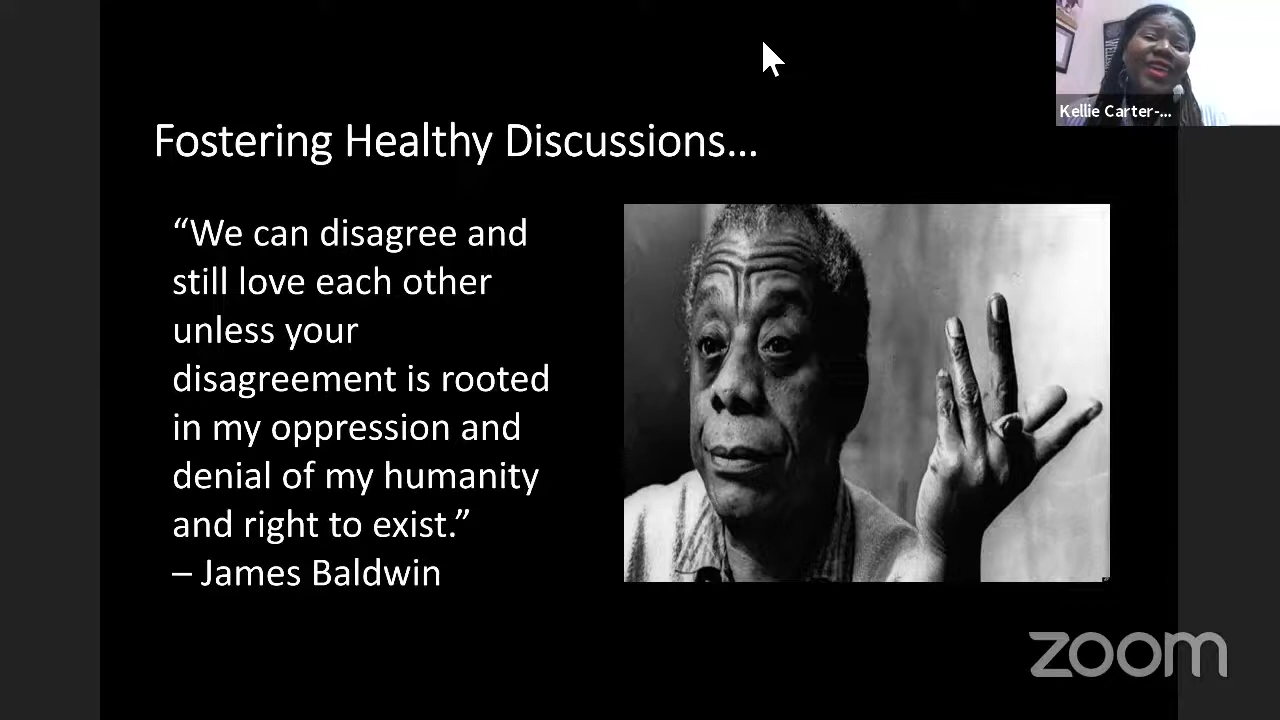 Kellie Carter-...
Fostering Healthy Discussions...
“We can disagree and
still love each other
unless your
disagreement is rooted
in my oppression and
denial of my humanity
and right to exist.”
– James Baldwin
zoom